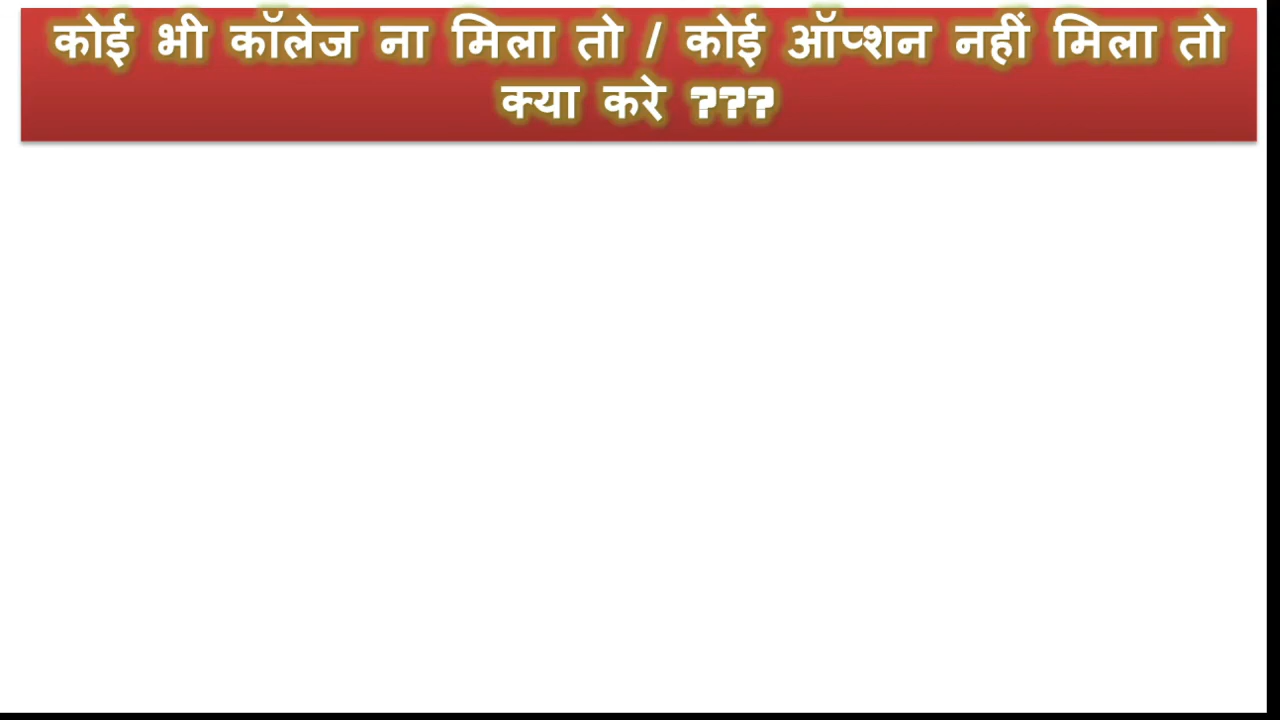 कोई भी कॉलेज ना मिला तो / कोई ऑप्शन नहीं मिला तो
क्या करे ???